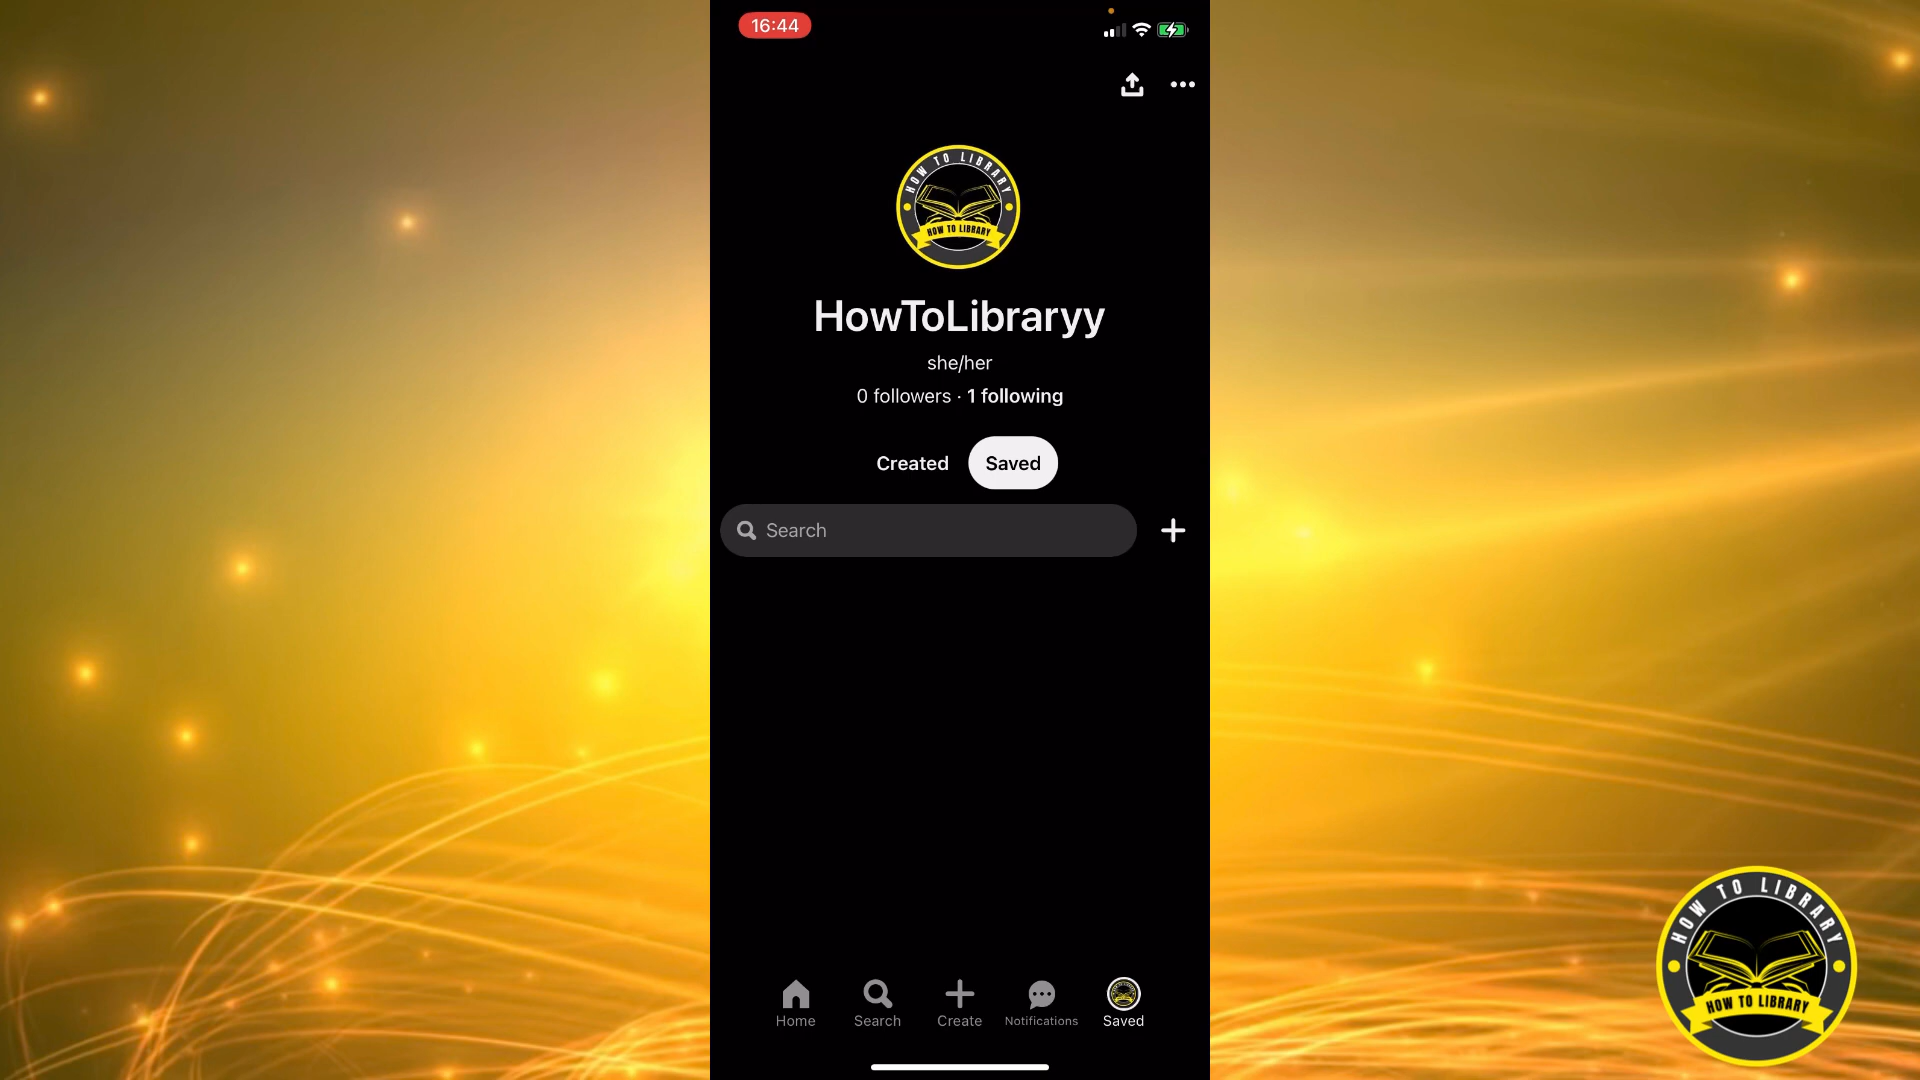 16:44
HOW TO LIBRARY
HOW TO LIBRARY
HowToLibraryy
she/her
0 followers · 1 following
Created Saved
Search
Home Search Create Notifications Saved
HOW TO LIBRARY
HOW TO LIBRARY